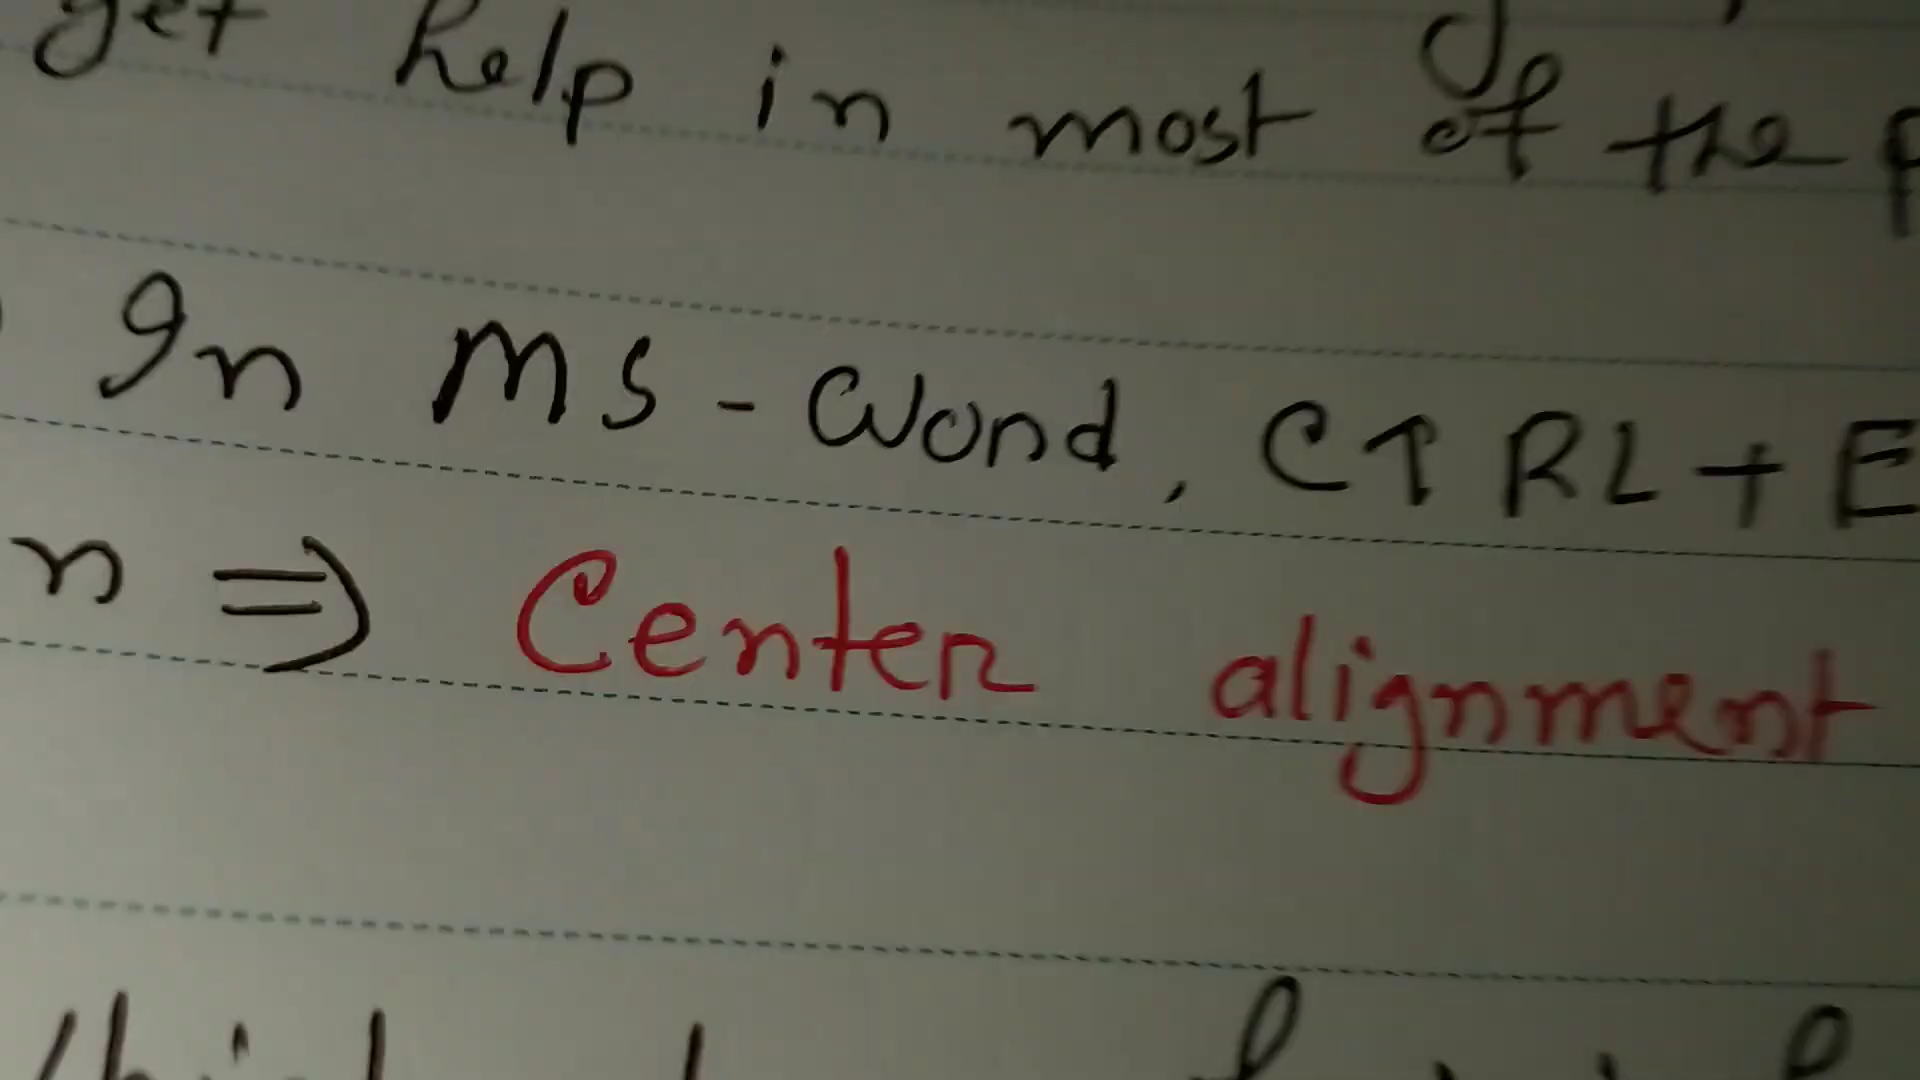 get help in most of the
In MS - Word, CTRL + E
n ⇒ Center alignment